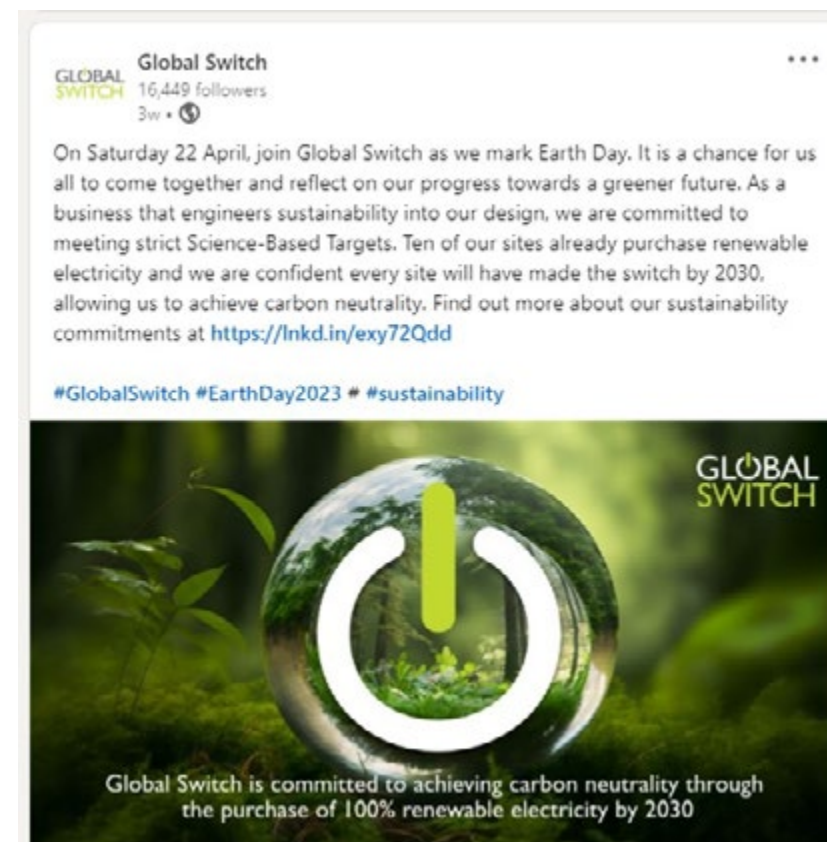 GLOBAL
SWITCH
Global Switch
16,449 followers
3w •
On Saturday 22 April, join Global Switch as we mark Earth Day. It is a chance for us
all to come together and reflect on our progress towards a greener future. As a
business that engineers sustainability into our design, we are committed to
meeting strict Science-Based Targets. Ten of our sites already purchase renewable
electricity and we are confident every site will have made the switch by 2030,
allowing us to achieve carbon neutrality. Find out more about our sustainability
commitments at https://lnkd.in/exy72Qdd
#GlobalSwitch #EarthDay2023 # #sustainability
GLOBAL
SWITCH
Global Switch is committed to achieving carbon neutrality through
the purchase of 100% renewable electricity by 2030